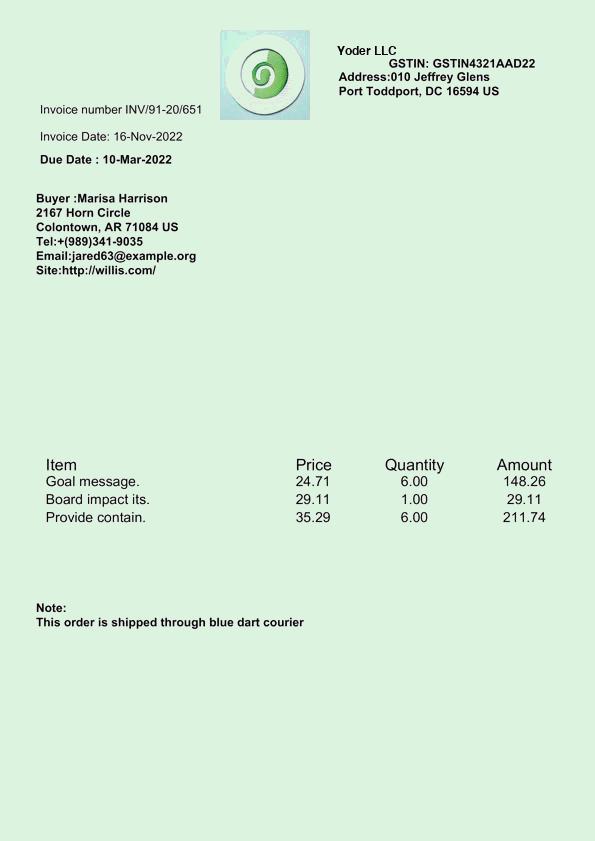 Yoder LLC
GSTIN: GSTIN4321AAD22
Address:010 Jeffrey Glens
Port Toddport, DC 16594 US
Invoice number INV/91-20/651
Invoice Date: 16-Nov-2022
Due Date : 10-Mar-2022
Buyer :Marisa Harrison
2167 Horn Circle
Colontown, AR 71084 US
Tel:+(989)341-9035
Email:jared63@example.org
Site:http://willis.com/
Item Price Quantity Amount
Goal message. 24.71 6.00 148.26
Board impact its. 29.11 1.00 29.11
Provide contain. 35.29 6.00 211.74
Note:
This order is shipped through blue dart courier